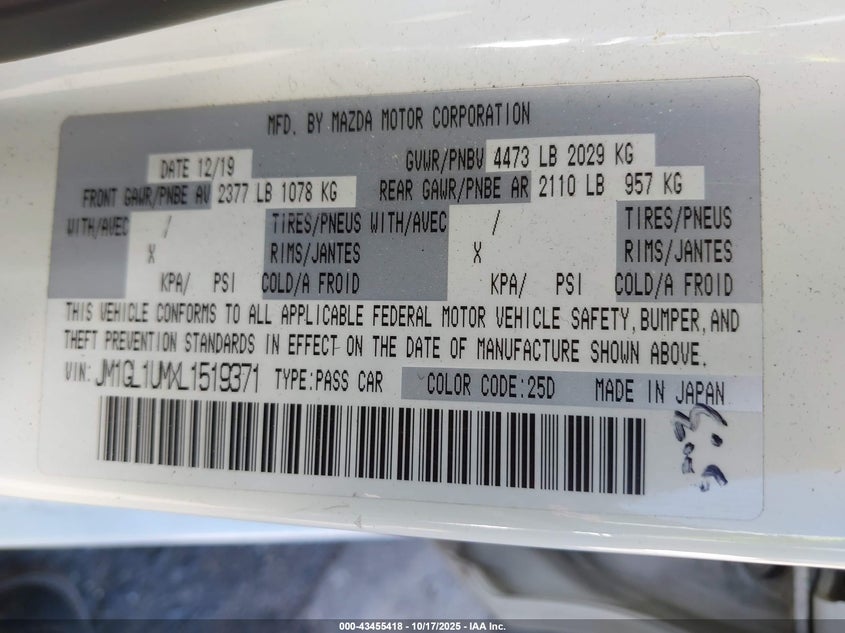 MFD. BY MAZDA MOTOR CORPORATION
DATE 12/19 GVWR/PNBV 4473 LB 2029 KG
FRONT GAWR/PNBE AV 2377 LB 1078 KG REAR GAWR/PNBE AR 2110 LB 957 KG
WITH/AVEC / TIRES/PNEUS WITH/AVEC / TIRES/PNEUS
X RIMS/JANTES X RIMS/JANTES
KPA/ PSI COLD/A FROID KPA/ PSI COLD/A FROID
THIS VEHICLE CONFORMS TO ALL APPLICABLE FEDERAL MOTOR VEHICLE SAFETY, BUMPER, AND
THEFT PREVENTION STANDARDS IN EFFECT ON THE DATE OF MANUFACTURE SHOWN ABOVE.
VIN: JM1GL1UMXL1519371 TYPE:PASS CAR COLOR CODE:25D MADE IN JAPAN
000-43455418 - 10/17/2025 - IAA Inc.